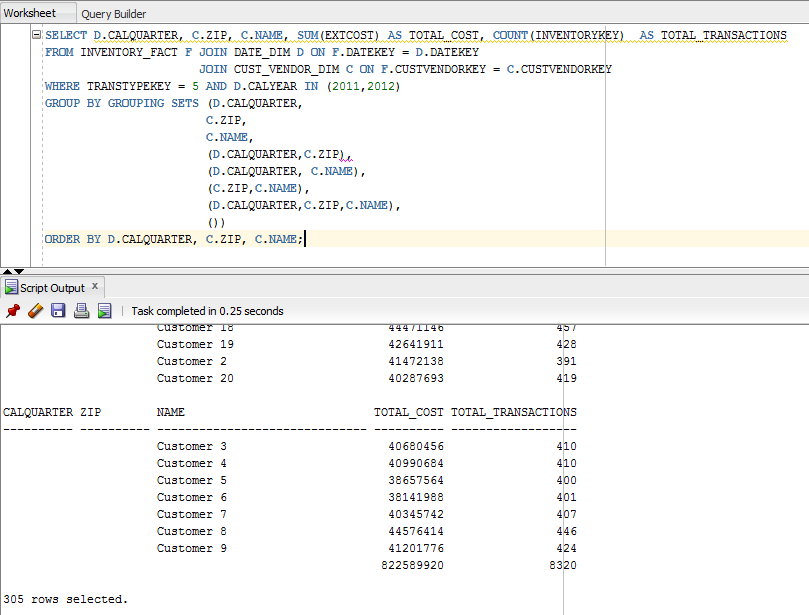 Worksheet Query Builder
SELECT D.CALQUARTER, C.ZIP, C.NAME, SUM(EXTCOST) AS TOTAL_COST, COUNT(INVENTORYKEY)  AS TOTAL_TRANSACTIONS
FROM INVENTORY_FACT F JOIN DATE_DIM D ON F.DATEKEY = D.DATEKEY
JOIN CUST_VENDOR_DIM C ON F.CUSTVENDORKEY = C.CUSTVENDORKEY
WHERE TRANSTYPEKEY = 5 AND D.CALYEAR IN (2011,2012)
GROUP BY GROUPING SETS (D.CALQUARTER,
C.ZIP,
C.NAME,
(D.CALQUARTER,C.ZIP),
(D.CALQUARTER, C.NAME),
(C.ZIP,C.NAME),
(D.CALQUARTER,C.ZIP,C.NAME),
())
ORDER BY D.CALQUARTER, C.ZIP, C.NAME;
Script Output x
Task completed in 0.25 seconds
Customer 18 44471146 457
Customer 19 42641911 428
Customer 2 41472138 391
Customer 20 40287693 419
CALQUARTER ZIP NAME TOTAL_COST TOTAL_TRANSACTIONS
---------- ---------- ------------------------------ ---------- ------------------
Customer 3 40680456 410
Customer 4 40990684 410
Customer 5 38657564 400
Customer 6 38141988 401
Customer 7 40345742 407
Customer 8 44576414 446
Customer 9 41201776 424
822589920 8320
305 rows selected.